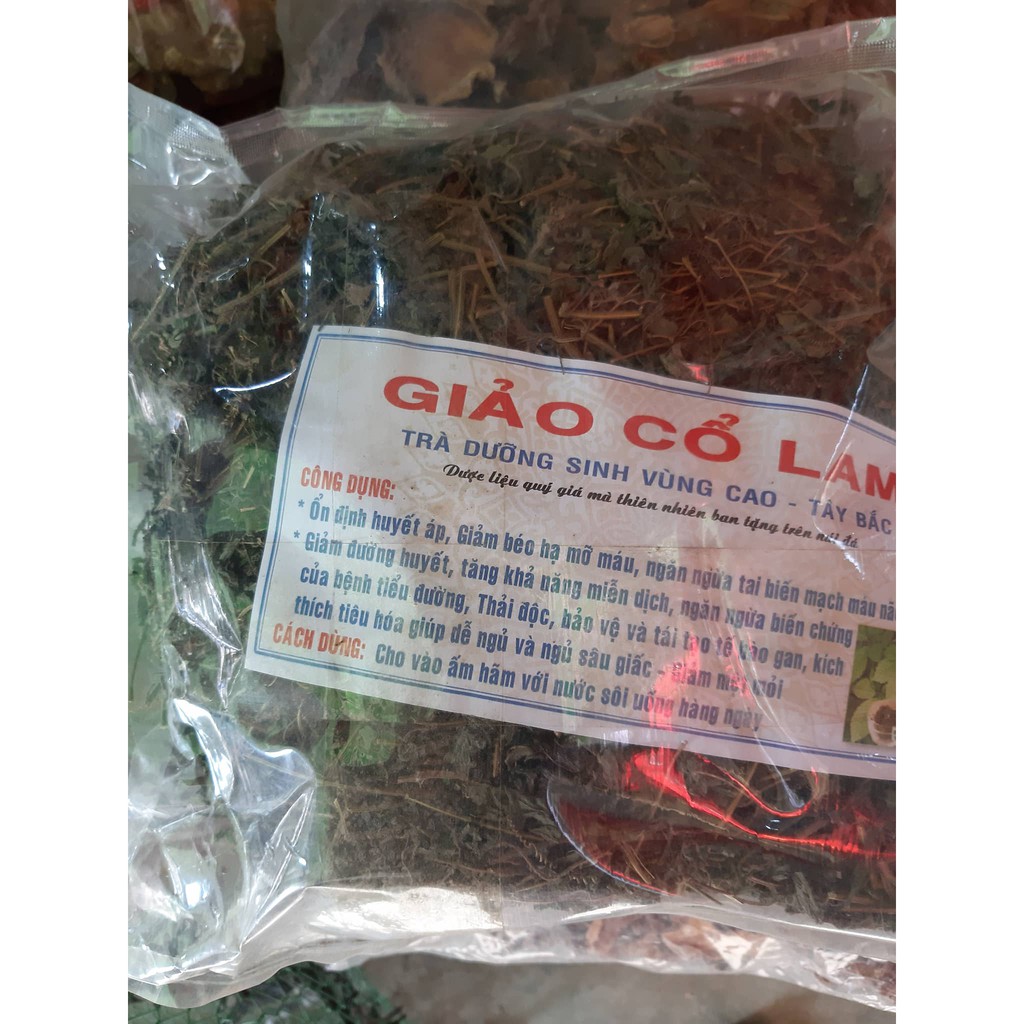 GIẢO CỔ LAM
TRÀ DƯỠNG SINH VÙNG CAO - TÂY BẮC
Dược liệu quý giá mà thiên nhiên ban tặng trên núi đá
CÔNG DỤNG:
* Ổn định huyết áp, Giảm béo hạ mỡ máu, ngăn ngừa tai biến mạch máu
* Giảm đường huyết, tăng khả năng miễn dịch, ngăn ngừa biến chứng
của bệnh tiểu đường, Thải độc, bảo vệ và tái tạo tế bào gan, kích
thích tiêu hóa giúp dễ ngủ và ngủ sâu giấc, Giảm mệt mỏi
CÁCH DÙNG: Cho vào ấm hãm với nước sôi uống hàng ngày